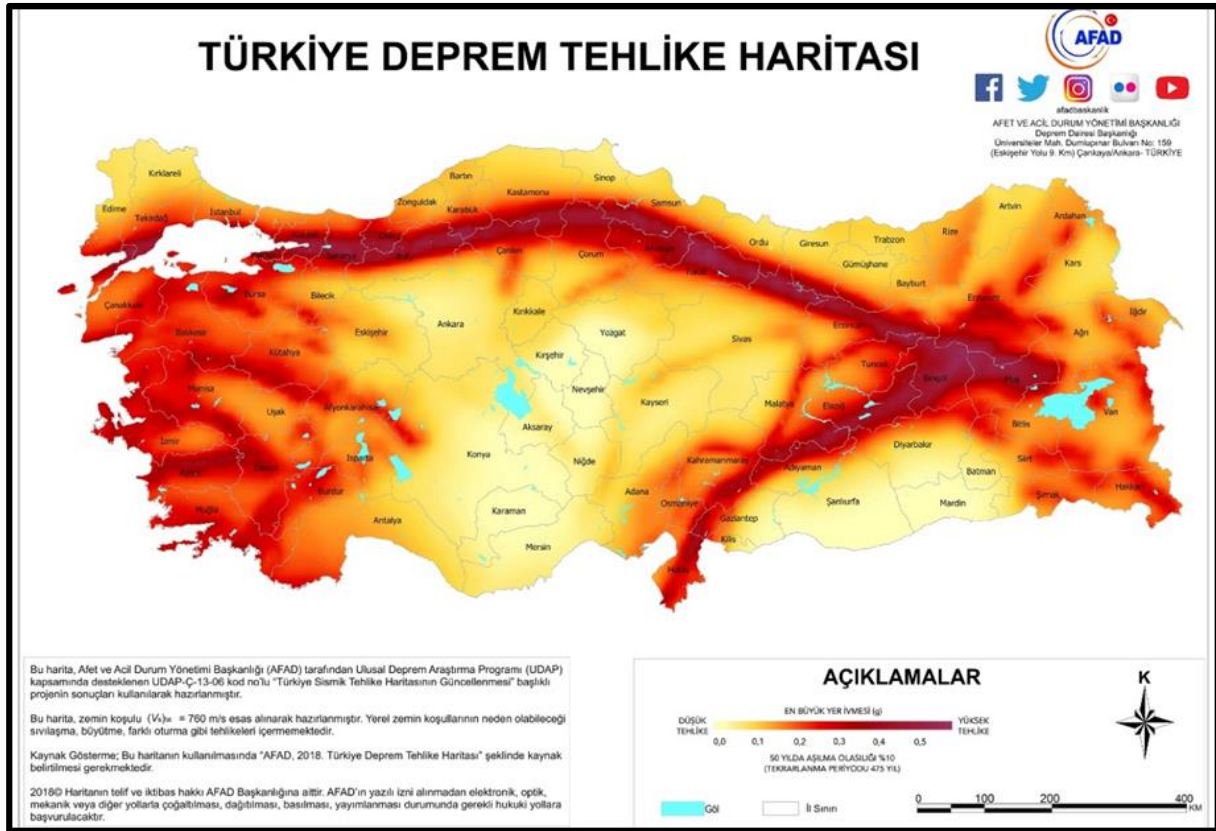 TÜRKİYE DEPREM TEHLİKE HARİTASI
AFAD
afadbaskanlik
AFET VE ACİL DURUM YÖNETİMİ BAŞKANLIĞI
Deprem Dairesi Başkanlığı
Üniversiteler Mah. Dumlupınar Bulvarı No: 159
(Eskişehir Yolu 9. Km) Çankaya/Ankara- TÜRKİYE
Kırklareli
Edirne
Tekirdağ
İstanbul
Zonguldak
Bartın
Karabük
Kastamonu
Sinop
Samsun
Ordu
Giresun
Trabzon
Rize
Artvin
Ardahan
Kars
Gümüşhane
Bayburt
Erzurum
Iğdır
Ağrı
Çanakkale
Bursa
Bilecik
Sakarya
Çankırı
Çorum
Tokat
Balıkesir
Kütahya
Eskişehir
Ankara
Kırıkkale
Yozgat
Sivas
Erzincan
Tunceli
Bingöl
Muş
Van
Bitlis
Manisa
Uşak
Afyonkarahisar
Kırşehir
Nevşehir
Kayseri
Malatya
Elazığ
Diyarbakır
Siirt
Batman
İzmir
Isparta
Konya
Aksaray
Niğde
Kahramanmaraş
Adıyaman
Şanlıurfa
Mardin
Şırnak
Hakkari
Burdur
Muğla
Antalya
Karaman
Mersin
Adana
Osmaniye
Gaziantep
Kilis
Hatay
Bu harita, Afet ve Acil Durum Yönetimi Başkanlığı (AFAD) tarafından Ulusal Deprem Araştırma Programı (UDAP)
kapsamında desteklenen UDAP-Ç-13-06 kod no'lu "Türkiye Sismik Tehlike Haritasının Güncellenmesi" başlıklı
projenin sonuçları kullanılarak hazırlanmıştır.
Bu harita, zemin koşulu (Vs)30 = 760 m/s esas alınarak hazırlanmıştır. Yerel zemin koşullarının neden olabileceği
sıvılaşma, büyütme, farklı oturma gibi tehlikeleri içermemektedir.
Kaynak Gösterme; Bu haritanın kullanılmasında "AFAD, 2018. Türkiye Deprem Tehlike Haritası" şeklinde kaynak
belirtilmesi gerekmektedir.
2018© Haritanın telif ve iktibas hakkı AFAD Başkanlığına aittir. AFAD'ın yazılı izni alınmadan elektronik, optik,
mekanik veya diğer yollarla çoğaltılması, dağıtılması, basılması, yayımlanması durumunda gerekli hukuki yollara
başvurulacaktır.
AÇIKLAMALAR
EN BÜYÜK YER İVMESİ (g)
DÜŞÜK TEHLİKE
YÜKSEK TEHLİKE
0,0 0,1 0,2 0,3 0,4 0,5
50 YILDA AŞILMA OLASILIĞI %10
(TEKRARLANMA PERİYODU 475 YIL)
Göl
İl Sınırı
K
0 100 200 400
KM